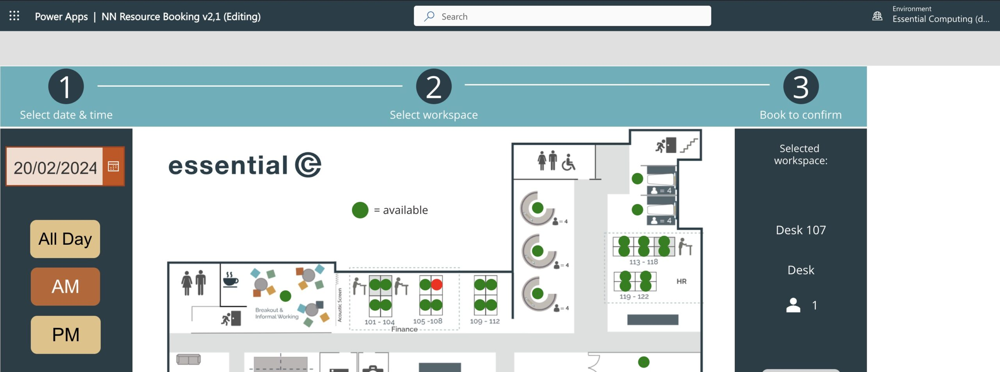 Power Apps | NN Resource Booking v2,1 (Editing)
Search
Environment
Essential Computing (d...
1
2
3
Select date & time
Select workspace
Book to confirm
20/02/2024
All Day
AM
PM
essential
= available
Breakout &
Informal Working
Acoustic Screen
101 - 104
105 -108
Finance
109 - 112
= 4
= 4
= 4
= 4
= 4
113 - 118
119 - 122
HR
Selected
workspace:
Desk 107
Desk
1